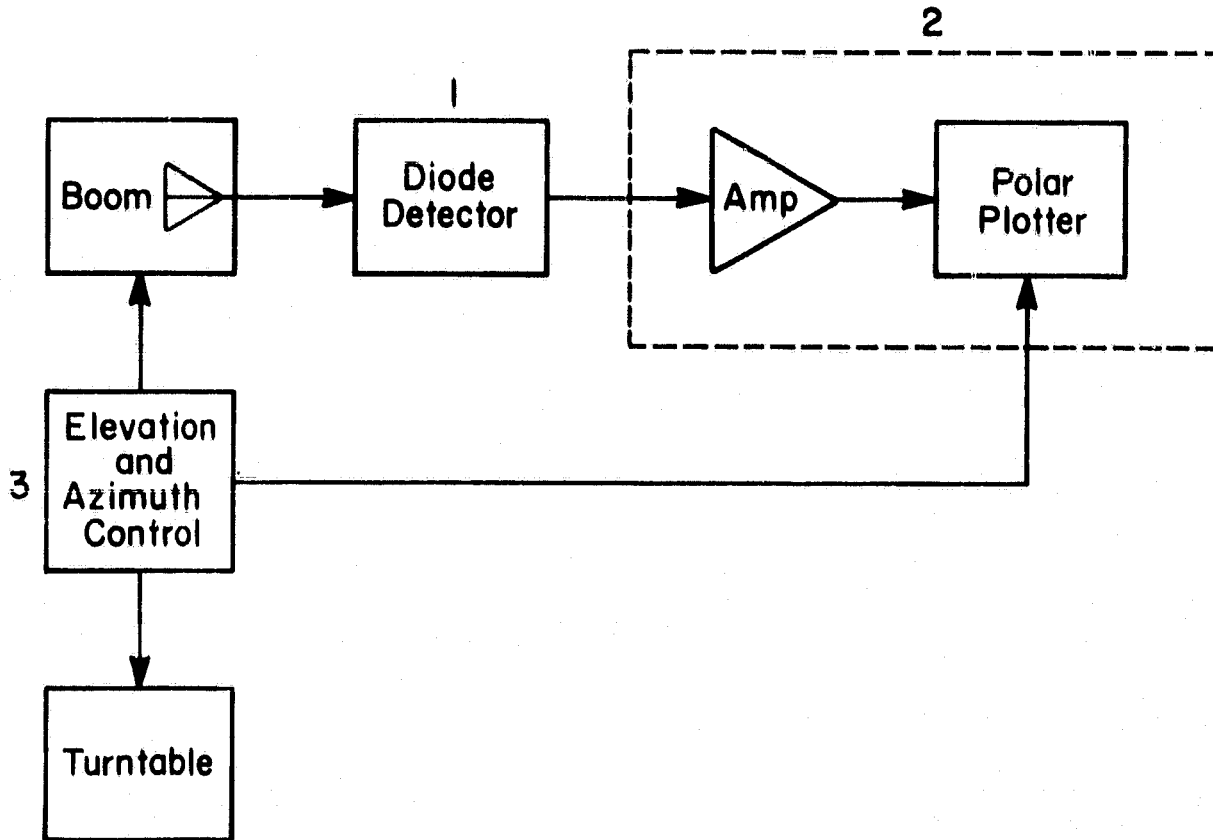 2
1
Boom
Diode
Detector
Amp
Polar
Plotter
3
Elevation
and
Azimuth
Control
Turntable